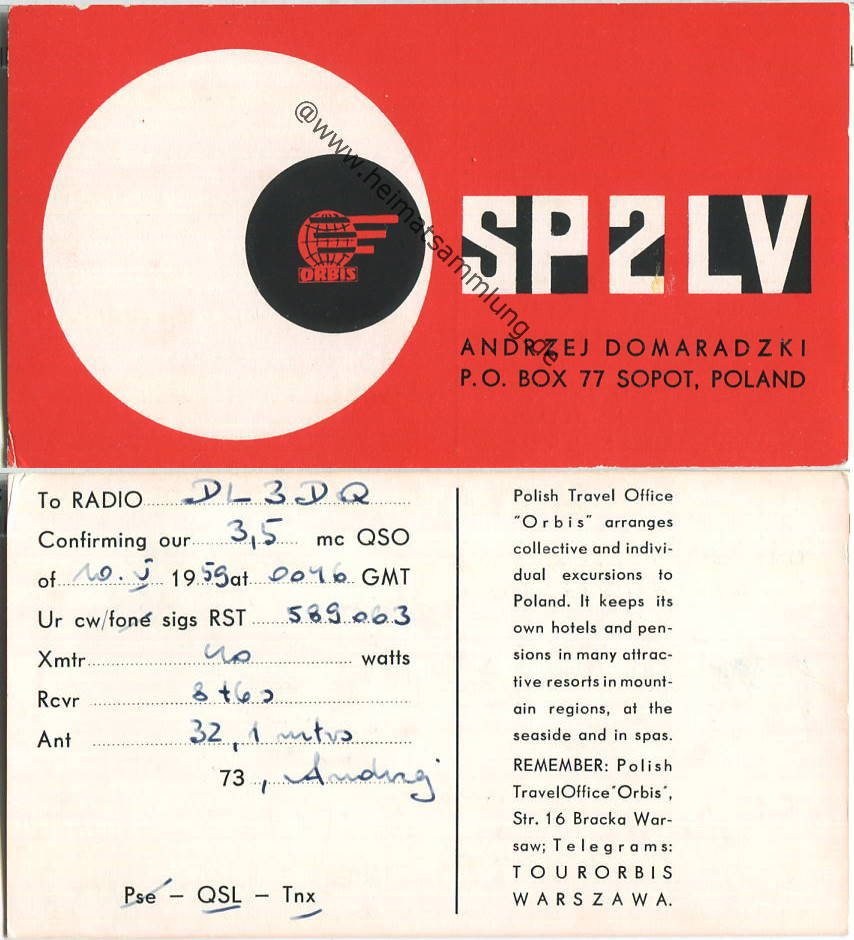 @www.heimatsammlung.de
ORBIS
SP2LV
ANDRZEJ DOMARADZKI
P.O. BOX 77 SOPOT, POLAND
To RADIO DL3DQ
Confirming our 3,5 mc QSO
of 10. V 1959 at 0046 GMT
Ur cw/fone sigs RST 589063
Xmtr 40 watts
Rcvr 8 tbs
Ant 32,1 mtrs
73, Andrzej
Pse – QSL – Tnx
Polish Travel Office
"Orbis" arranges
collective and indivi-
dual excursions to
Poland. It keeps its
own hotels and pen-
sions in many attrac-
tive resorts in mount-
ain regions, at the
seaside and in spas.
REMEMBER: Polish
TravelOffice "Orbis",
Str. 16 Bracka War-
saw; Telegrams:
TOURORBIS
WARSZAWA.